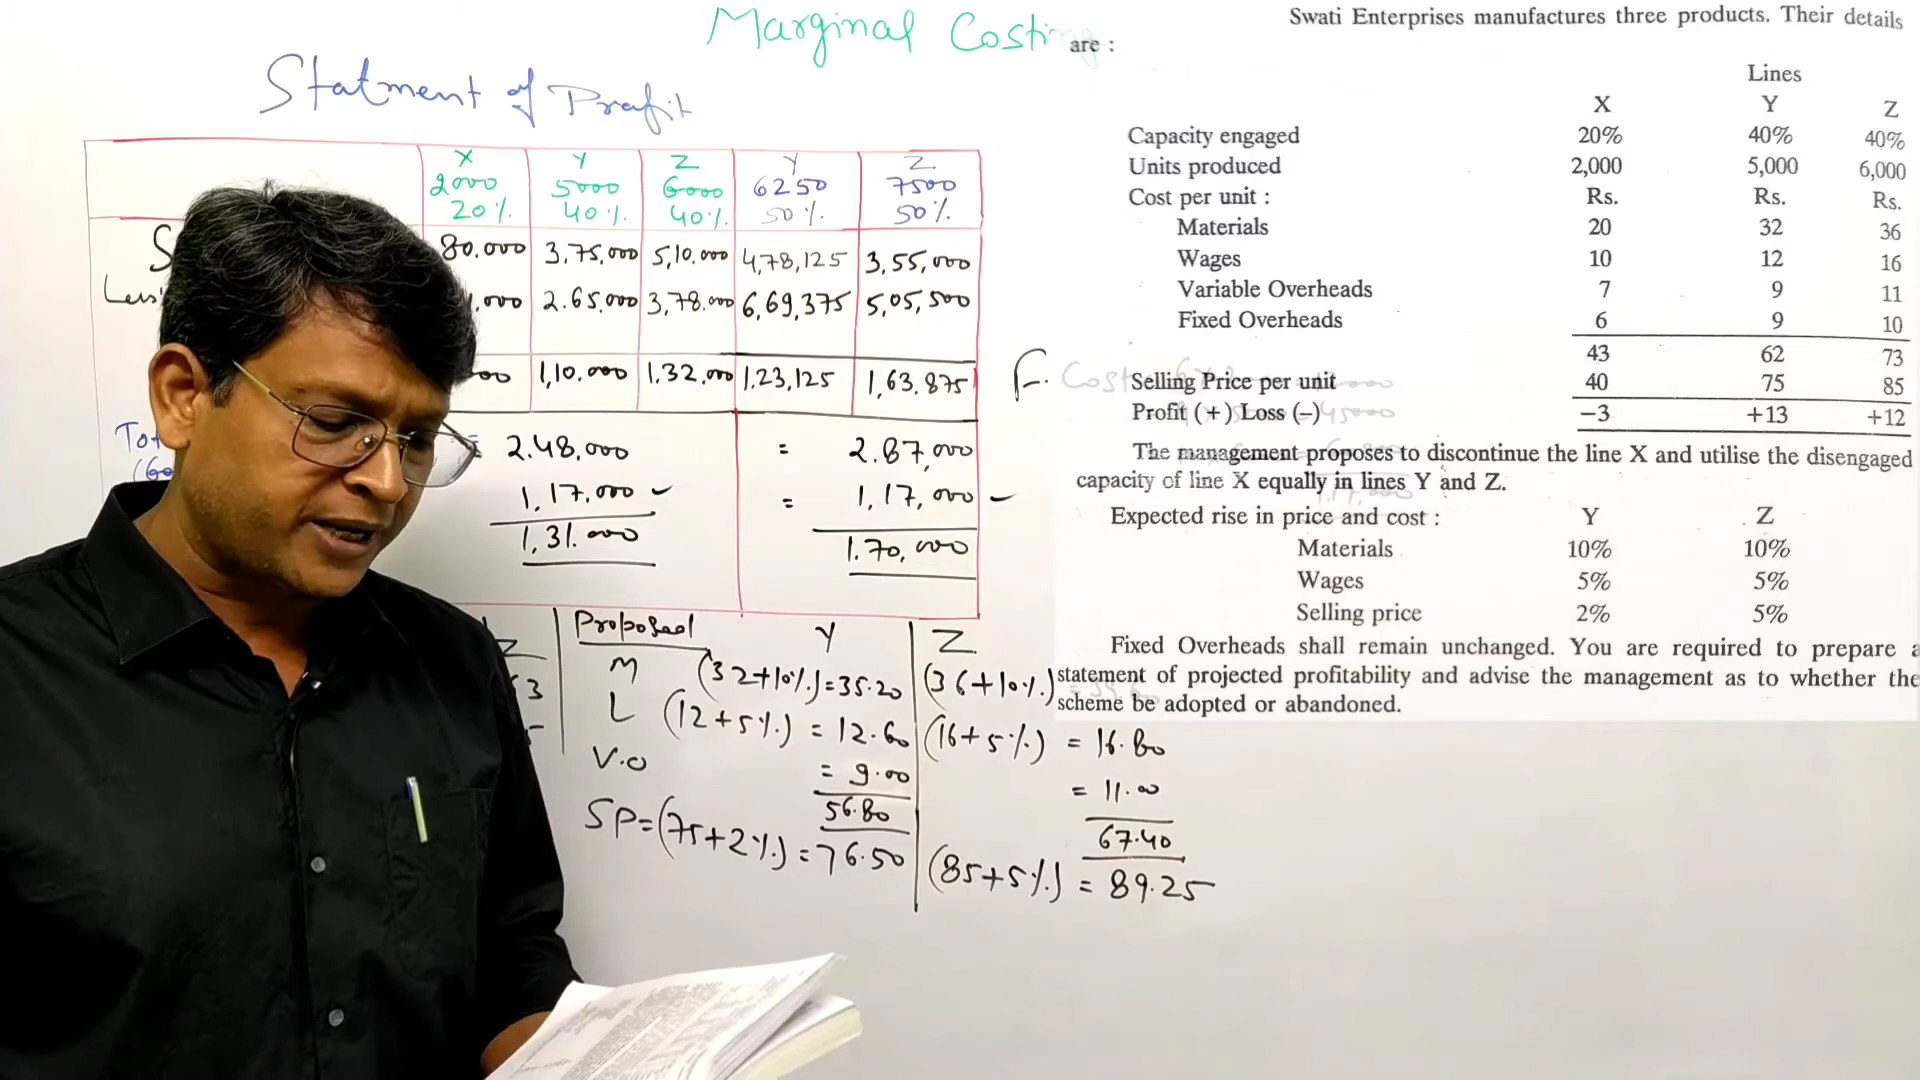 Marginal Costin
Statment of Profit
X Y Z Y Z
2000 5000 6000 6250 7500
20% 40% 40% 50% 50%
S 80,000 3,75,000 5,10,000 4,78,125 3,55,000
Less ,000 2.65,000 3,78,000 6,69,375 5,05,500
00 1,10,000 1.32,000 1.23,125 1,63,875
Tot = 2.48,000 = 2.87,000
1,17,000 = 1,17,000
1,31,000 1.70,000
F. Cost
45000
Z Proposed Y Z
63 M (32+10%)=35.20 (36+10%)
L (12+5%) = 12.60 (16+5%) = 16.80
V.O = 9.00 = 11.00
56.80 67.40
SP=(75+2%)=76.50 (85+5%) = 89.25
Swati Enterprises manufactures three products. Their details
are :
Lines
X Y Z
Capacity engaged 20% 40% 40%
Units produced 2,000 5,000 6,000
Cost per unit : Rs. Rs. Rs.
Materials 20 32 36
Wages 10 12 16
Variable Overheads 7 9 11
Fixed Overheads 6 9 10
43 62 73
Selling Price per unit 40 75 85
Profit (+) Loss (–) −3 +13 +12
The management proposes to discontinue the line X and utilise the disengaged
capacity of line X equally in lines Y and Z.
Expected rise in price and cost : Y Z
Materials 10% 10%
Wages 5% 5%
Selling price 2% 5%
Fixed Overheads shall remain unchanged. You are required to prepare a
statement of projected profitability and advise the management as to whether the
scheme be adopted or abandoned.